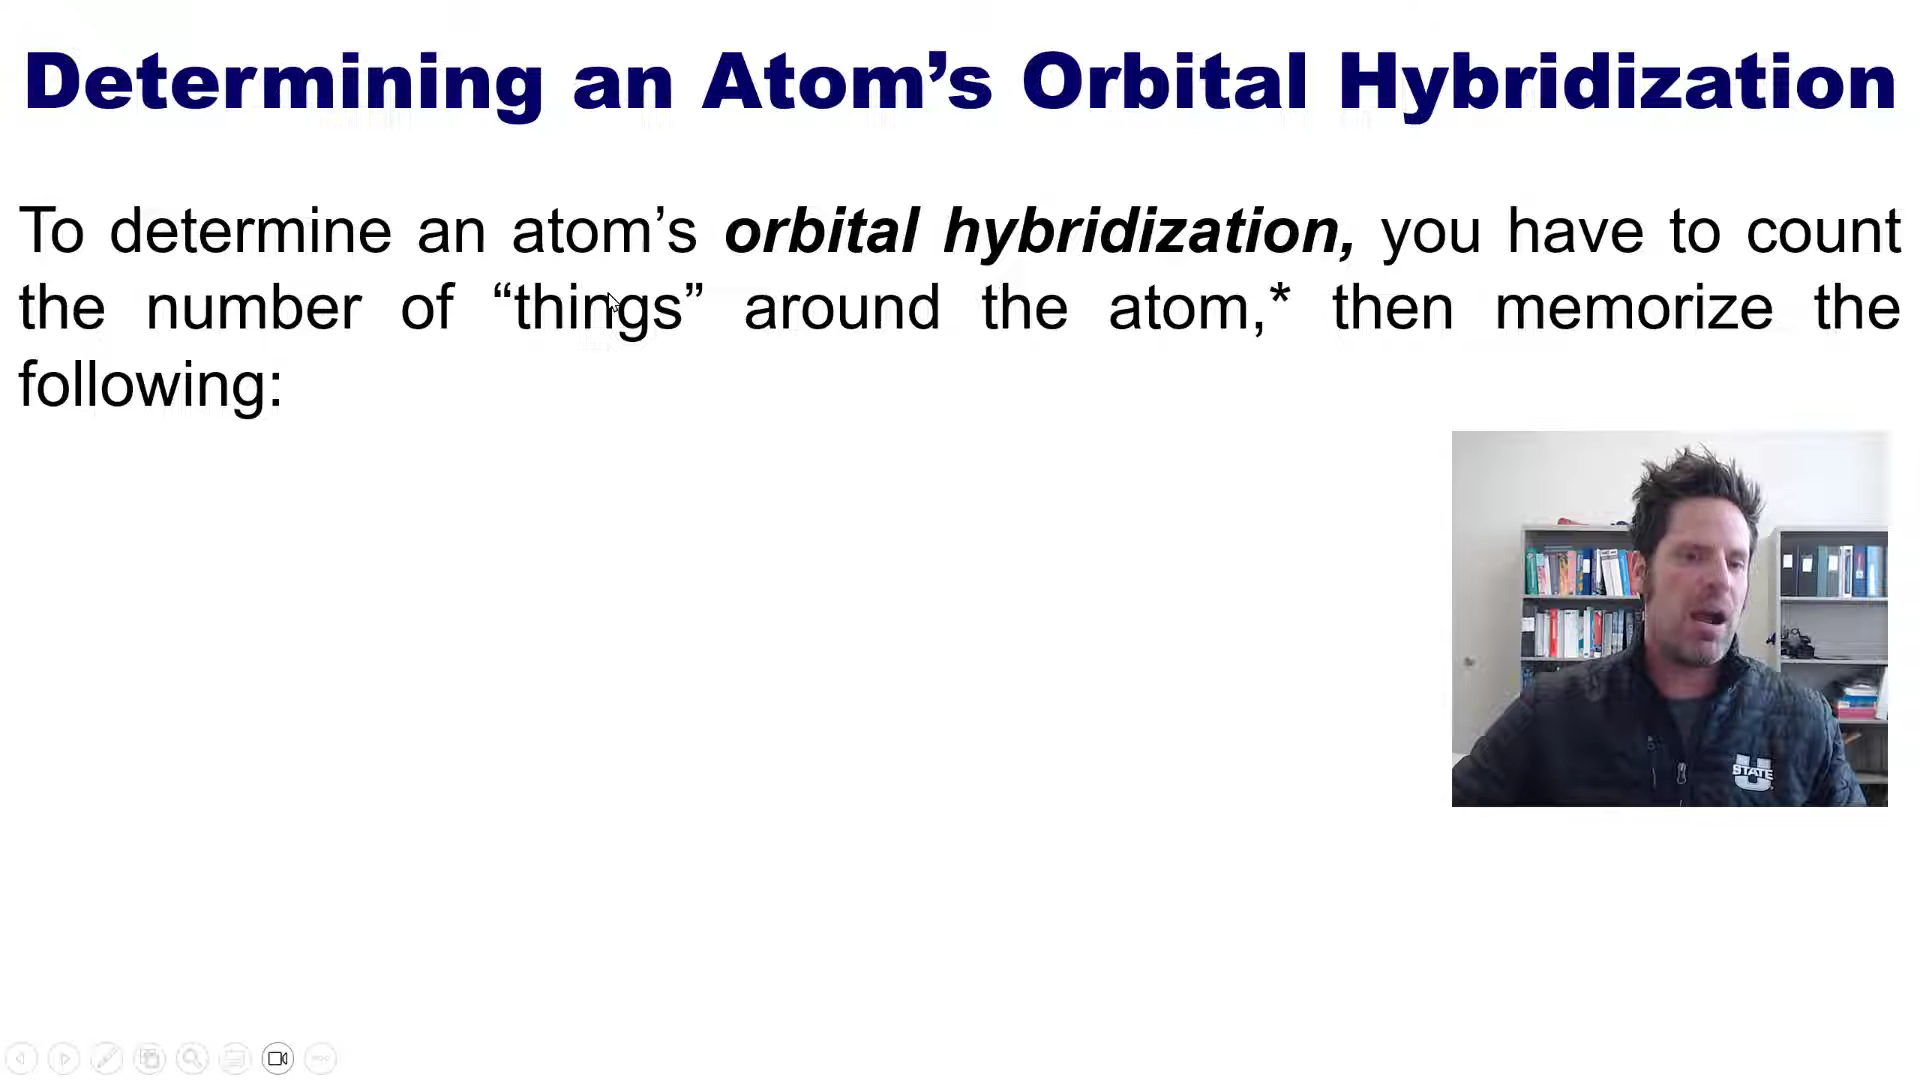 Determining an Atom’s Orbital Hybridization
To determine an atom’s orbital hybridization, you have to count
the number of “things” around the atom,* then memorize the
following:
U
STATE